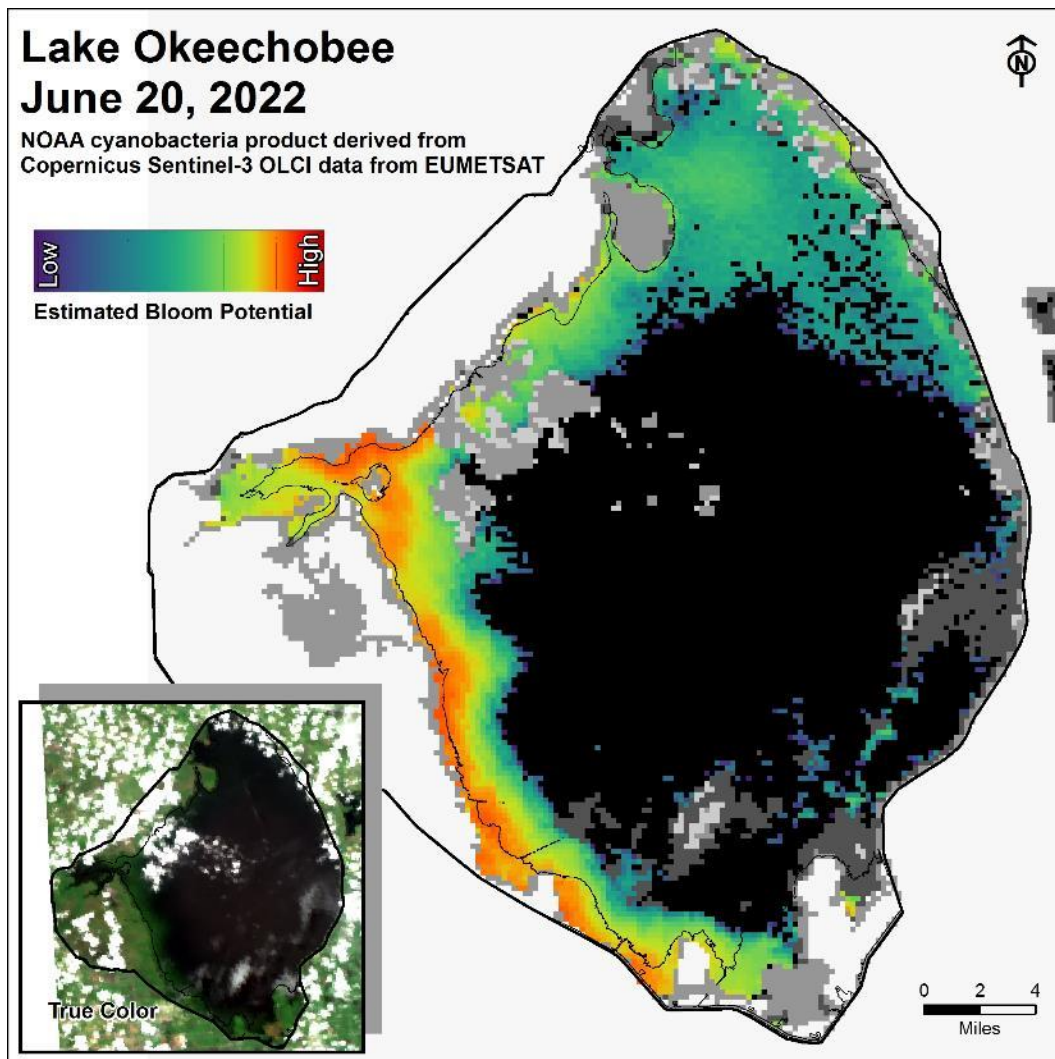 Lake Okeechobee
June 20, 2022
NOAA cyanobacteria product derived from
Copernicus Sentinel-3 OLCI data from EUMETSAT
Low
High
Estimated Bloom Potential
N
True Color
0 2 4
Miles